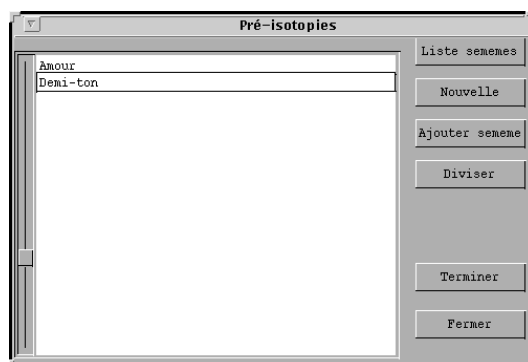 Pré-isotopies
Liste sememes
Amour
Demi-ton
Nouvelle
Ajouter sememe
Diviser
Terminer
Fermer